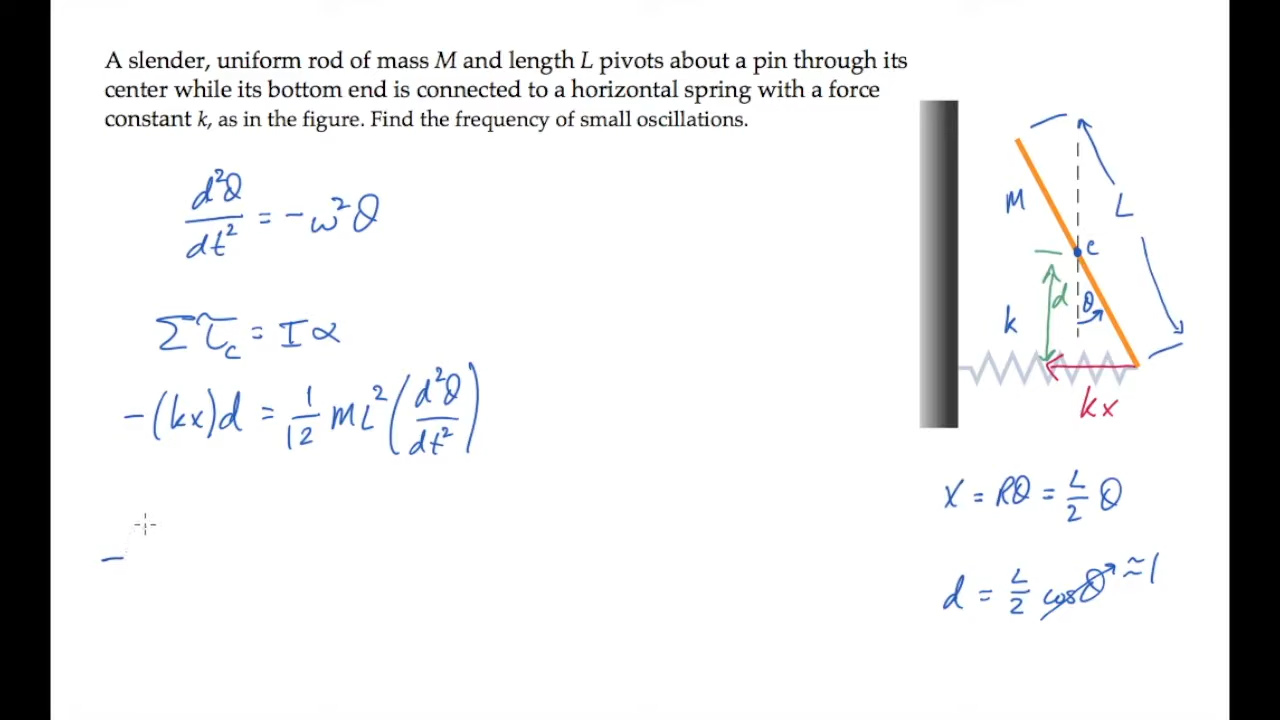 A slender, uniform rod of mass M and length L pivots about a pin through its
center while its bottom end is connected to a horizontal spring with a force
constant k, as in the figure. Find the frequency of small oscillations.
d²θ/dt² = -ω²θ
Στ_c = Iα
-(kx)d = 1/12 ML² (d²θ/dt²)
-
M
L
c
d
θ
k
kx
x = Rθ = L/2 θ
d = L/2 cosθ ≈1